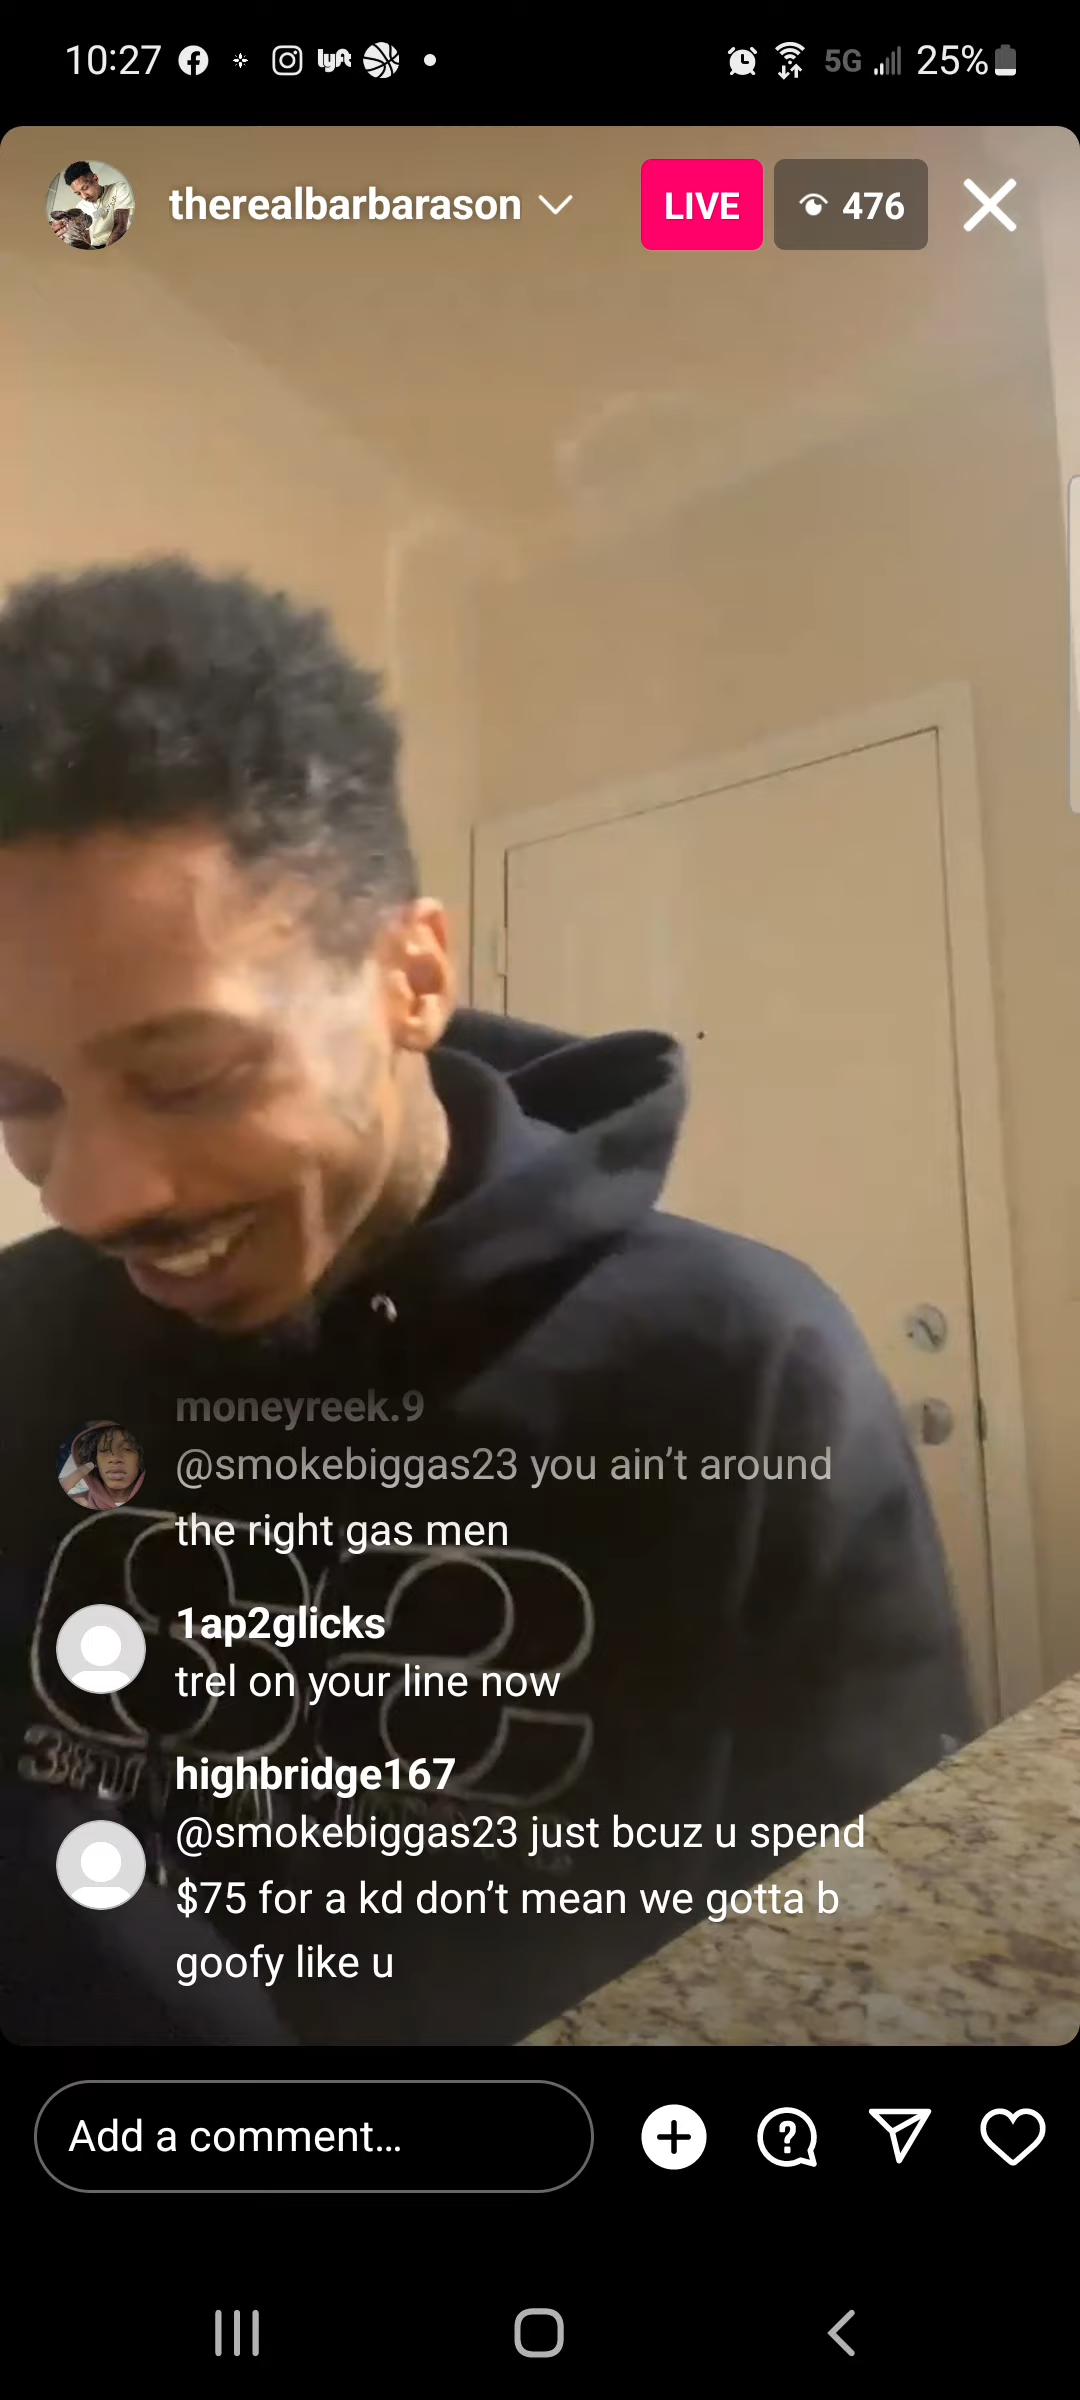 10:27
lyft
5G
25%
therealbarbarason
LIVE
476
moneyreek.9
@smokebiggas23 you ain’t around
the right gas men
1ap2glicks
trel on your line now
highbridge167
@smokebiggas23 just bcuz u spend
$75 for a kd don’t mean we gotta b
goofy like u
Add a comment...